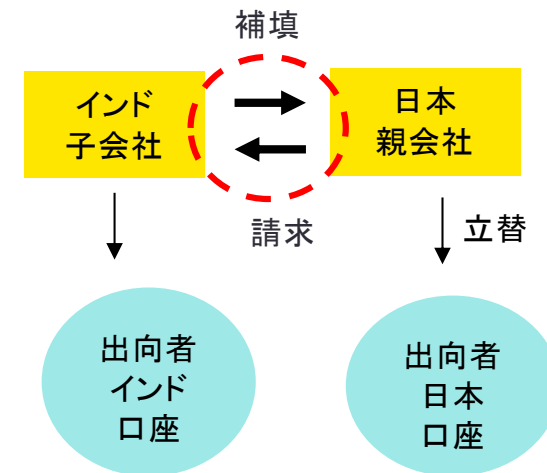 補填
インド
子会社
日本
親会社
請求
立替
出向者
インド
口座
出向者
日本
口座